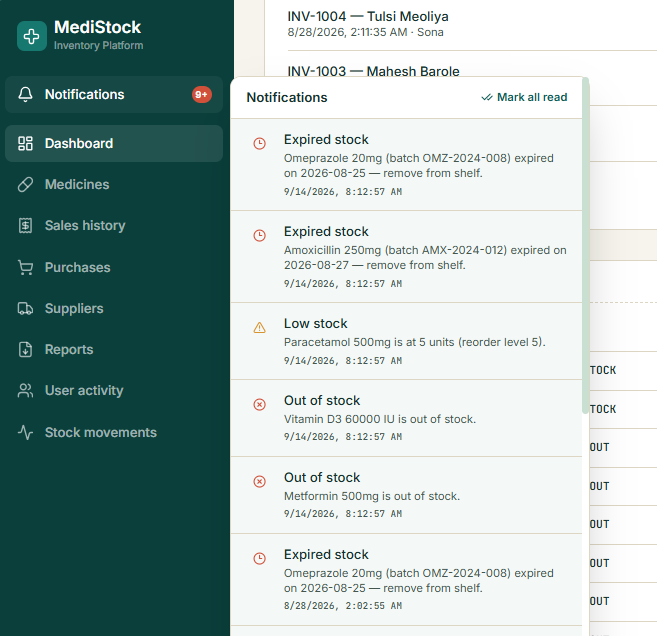 MediStock
Inventory Platform
Notifications
9+
Dashboard
Medicines
Sales history
Purchases
Suppliers
Reports
User activity
Stock movements
INV-1004 — Tulsi Meoliya
8/28/2026, 2:11:35 AM · Sona
INV-1003 — Mahesh Barole
Notifications
Mark all read
Expired stock
Omeprazole 20mg (batch OMZ-2024-008) expired
on 2026-08-25 — remove from shelf.
9/14/2026, 8:12:57 AM
Expired stock
Amoxicillin 250mg (batch AMX-2024-012) expired on
2026-08-27 — remove from shelf.
9/14/2026, 8:12:57 AM
Low stock
Paracetamol 500mg is at 5 units (reorder level 5).
9/14/2026, 8:12:57 AM
Out of stock
Vitamin D3 60000 IU is out of stock.
9/14/2026, 8:12:57 AM
Out of stock
Metformin 500mg is out of stock.
9/14/2026, 8:12:57 AM
Expired stock
Omeprazole 20mg (batch OMZ-2024-008) expired
on 2026-08-25 — remove from shelf.
8/28/2026, 2:02:55 AM
TOCK
TOCK
OUT
OUT
OUT
OUT
OUT